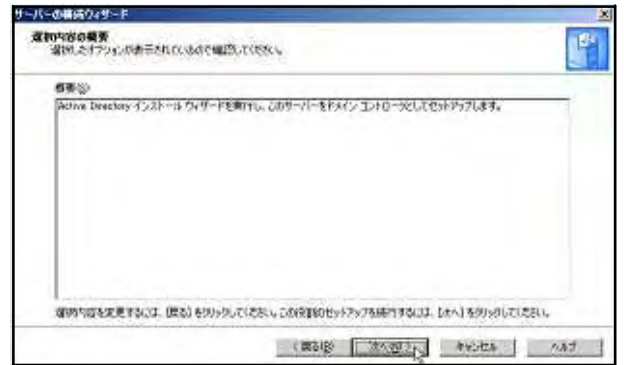 サーバーの構成ウィザード
選択内容の概要
選択したオプションが表示されているので確認してください。
概要(S):
Active Directory インストール ウィザードを実行し、このサーバーをドメイン コントローラとしてセットアップします。
選択内容を変更するには、[戻る] をクリックしてください。この役割のセットアップを続行するには、[次へ] をクリックしてください。
< 戻る(B)
次へ(N) >
キャンセル
ヘルプ